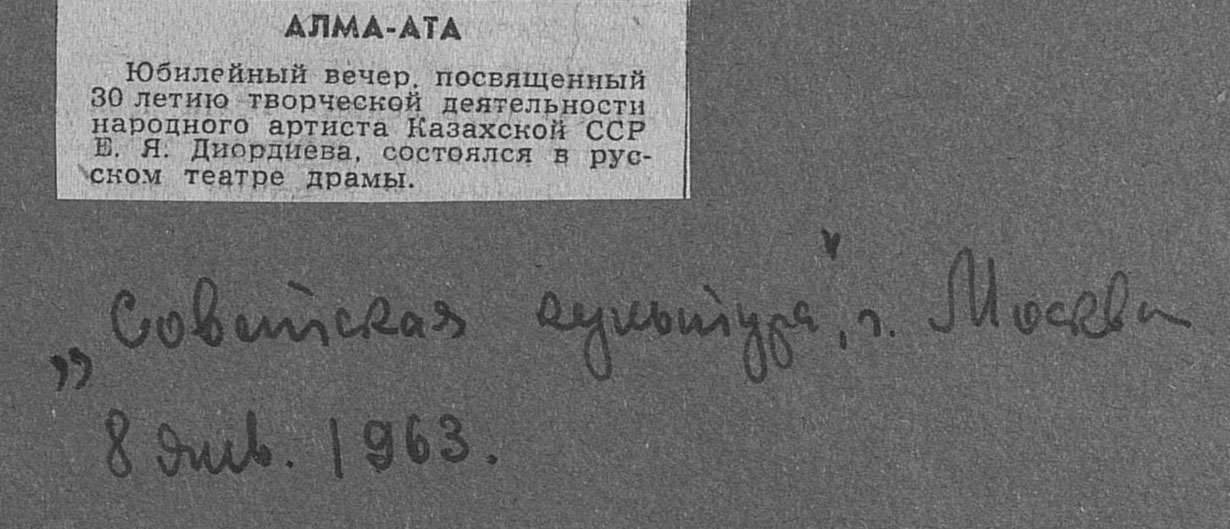 АЛМА-АТА
Юбилейный вечер, посвященный
30 летию творческой деятельности
народного артиста Казахской ССР
Е. Я. Диордиева, состоялся в рус-
ском театре драмы.
„Советская культура", г. Москва
8 янв. 1963.